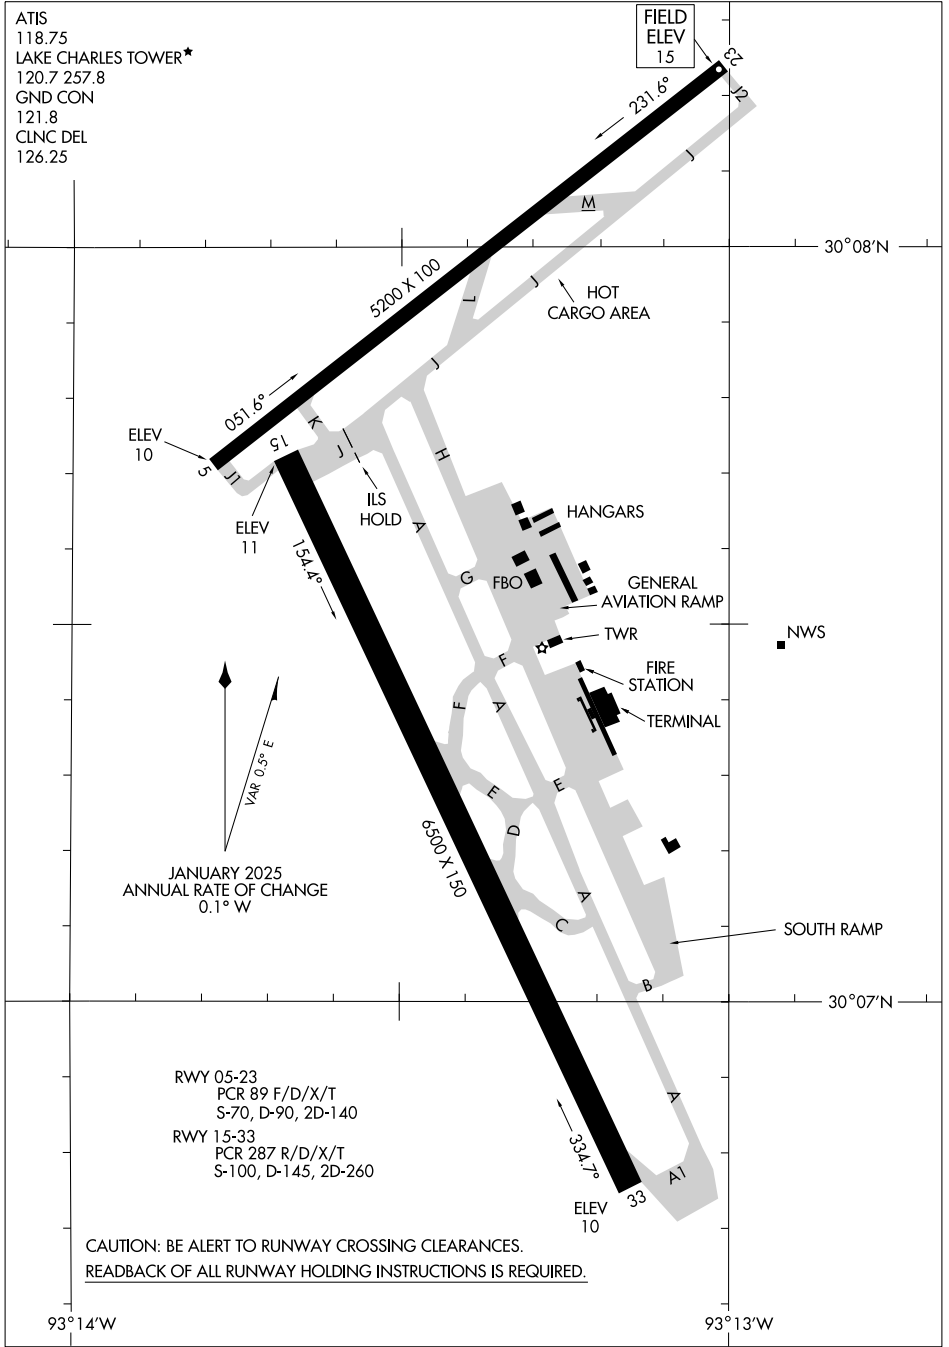 ATIS
118.75
LAKE CHARLES TOWER★
120.7 257.8
GND CON
121.8
CLNC DEL
126.25
FIELD
ELEV
15
23
J2
231.6°
J
M
30°08'N
5200 X 100
L
J
HOT
CARGO AREA
J
051.6°
K
15
J
ELEV
10
5
J1
ILS
HOLD
ELEV
11
H
A
HANGARS
154.4°
G
FBO
GENERAL
AVIATION RAMP
TWR
NWS
F
FIRE
STATION
F
A
TERMINAL
VAR 0.5° E
E
E
D
6500 X 150
JANUARY 2025
ANNUAL RATE OF CHANGE
0.1° W
A
C
SOUTH RAMP
B
30°07'N
RWY 05-23
PCR 89 F/D/X/T
S-70, D-90, 2D-140
RWY 15-33
PCR 287 R/D/X/T
S-100, D-145, 2D-260
A
334.7°
A1
33
ELEV
10
CAUTION: BE ALERT TO RUNWAY CROSSING CLEARANCES.
READBACK OF ALL RUNWAY HOLDING INSTRUCTIONS IS REQUIRED.
93°14'W
93°13'W